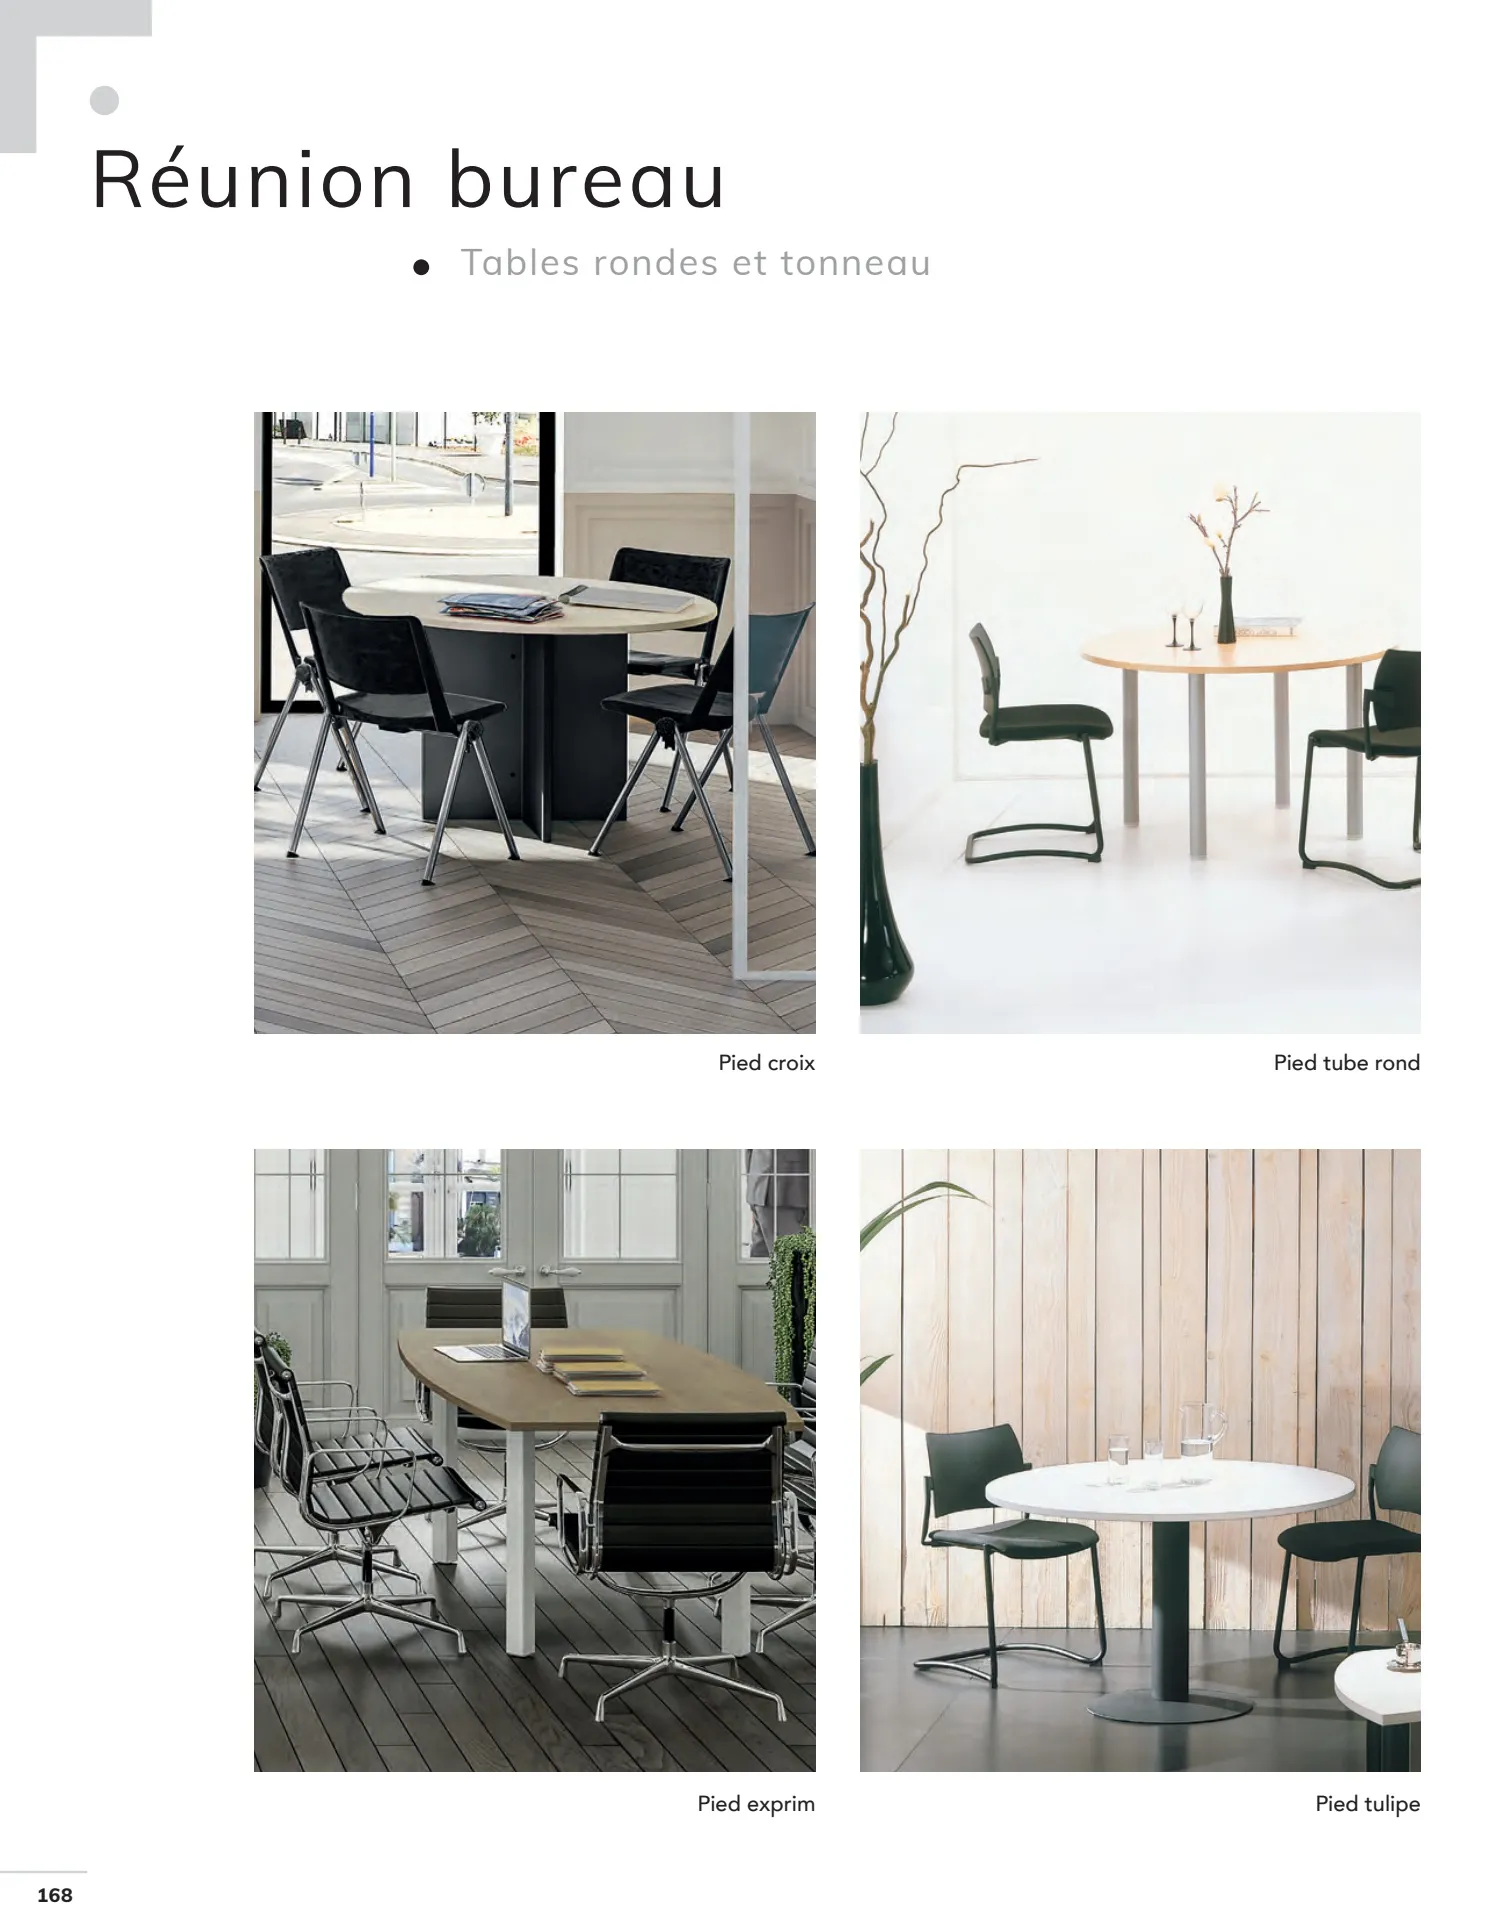 Réunion bureau
Tables rondes et tonneau
Pied croix
Pied tube rond
Pied exprim
Pied tulipe
168